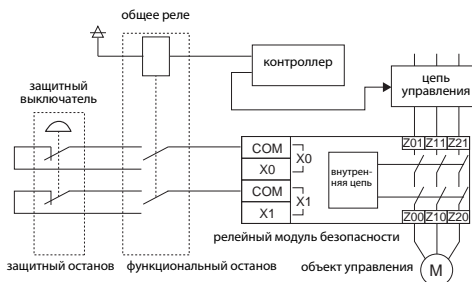 общее реле
контроллер
цепь
управления
защитный
выключатель
Z01 Z11 Z21
COM
X0
X0
COM
X1
X1
внутрен-
няя цепь
Z00 Z10 Z20
релейный модуль безопасности
защитный останов
функциональный останов
объект управления
M